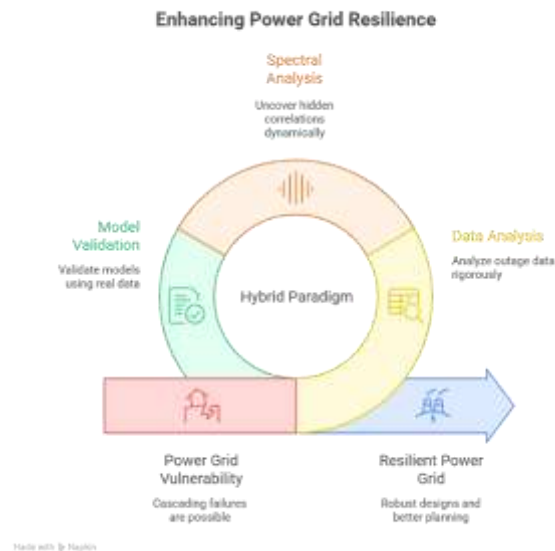 Enhancing Power Grid Resilience
Spectral
Analysis
Uncover hidden
correlations
dynamically
Model
Validation
Validate models
using real data
Data Analysis
Analyze outage data
rigorously
Hybrid Paradigm
Power Grid
Vulnerability
Cascading failures
are possible
Resilient Power
Grid
Robust designs and
better planning
Made with Napkin